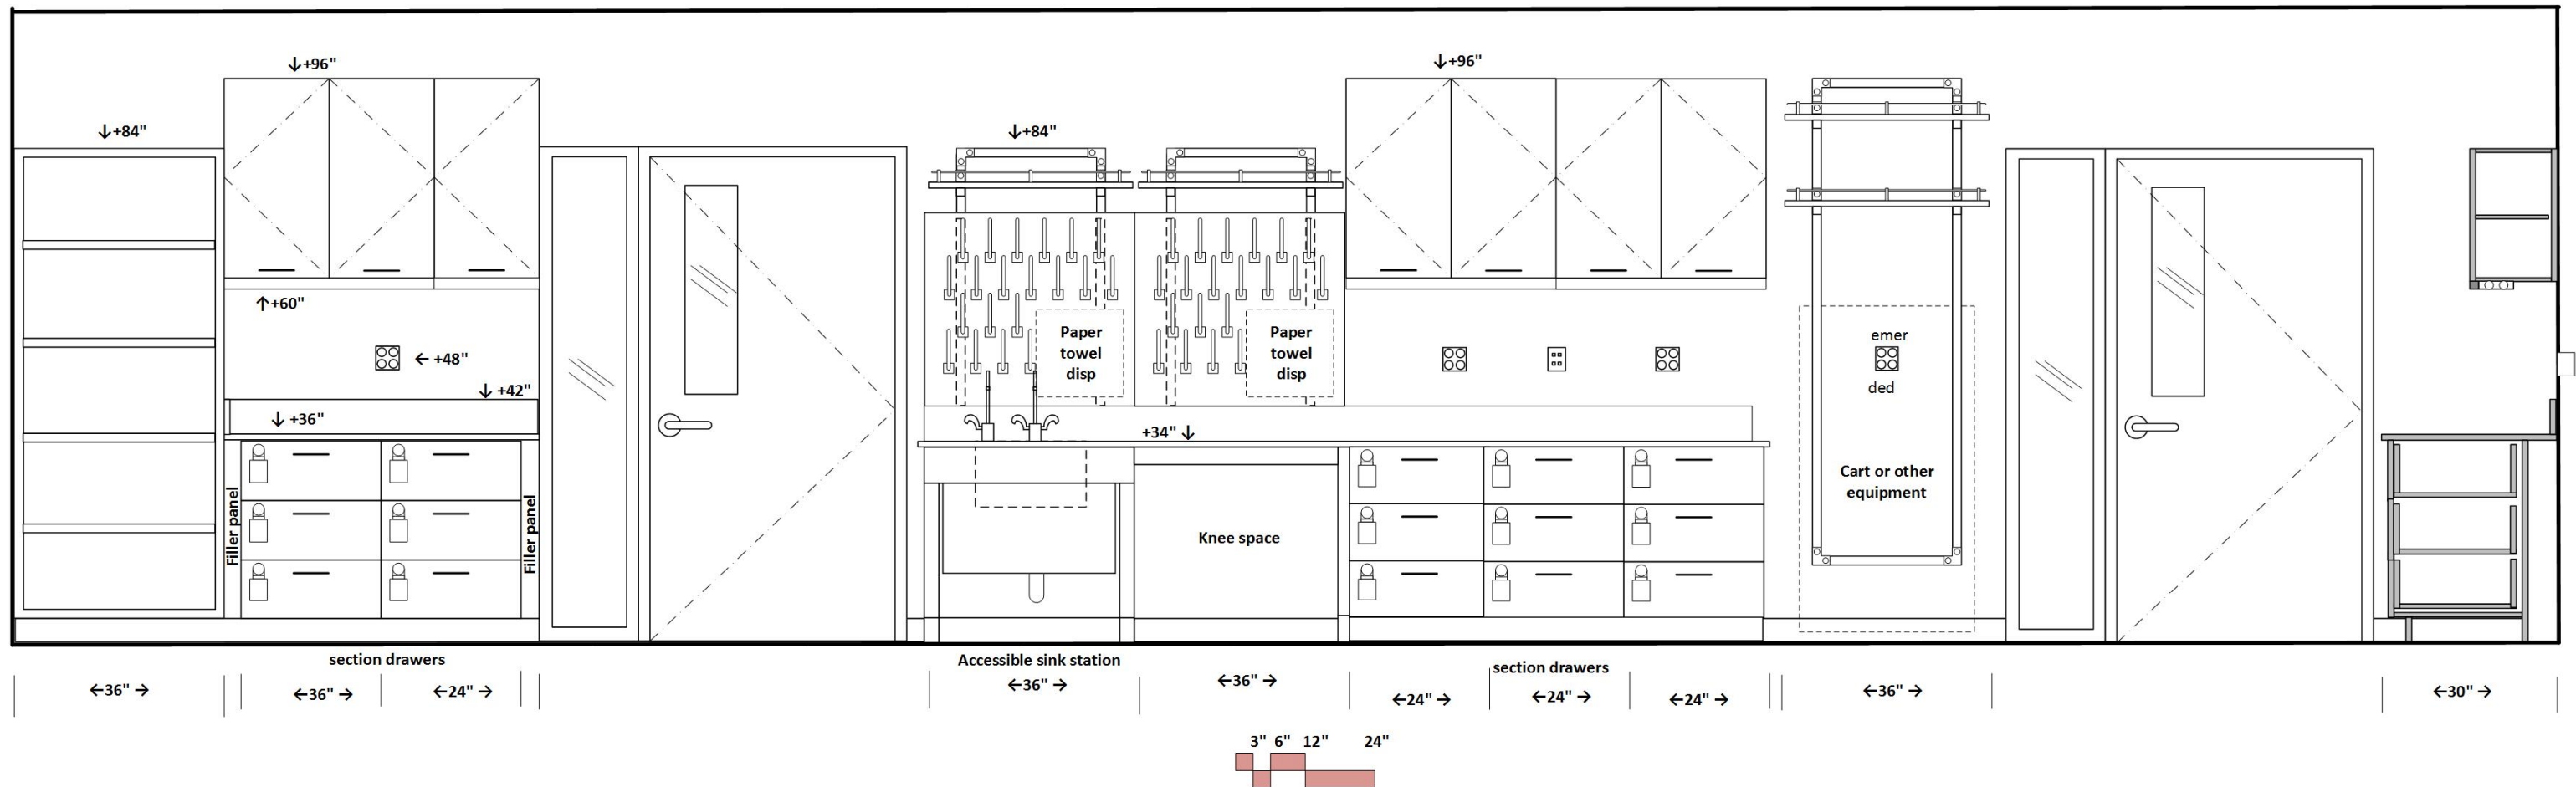 ↓+96"
↓+96"
↓+84"
↓+84"
↑+60"
← +48"
↓ +42"
↓ +36"
Filler panel
Filler panel
Paper
towel
disp
Paper
towel
disp
+34" ↓
Knee space
emer
ded
Cart or other
equipment
section drawers
Accessible sink station
section drawers
←36" →
←36" →
←24" →
←36" →
←36" →
←24" →
←24" →
←24" →
←36" →
←30" →
3" 6" 12" 24"